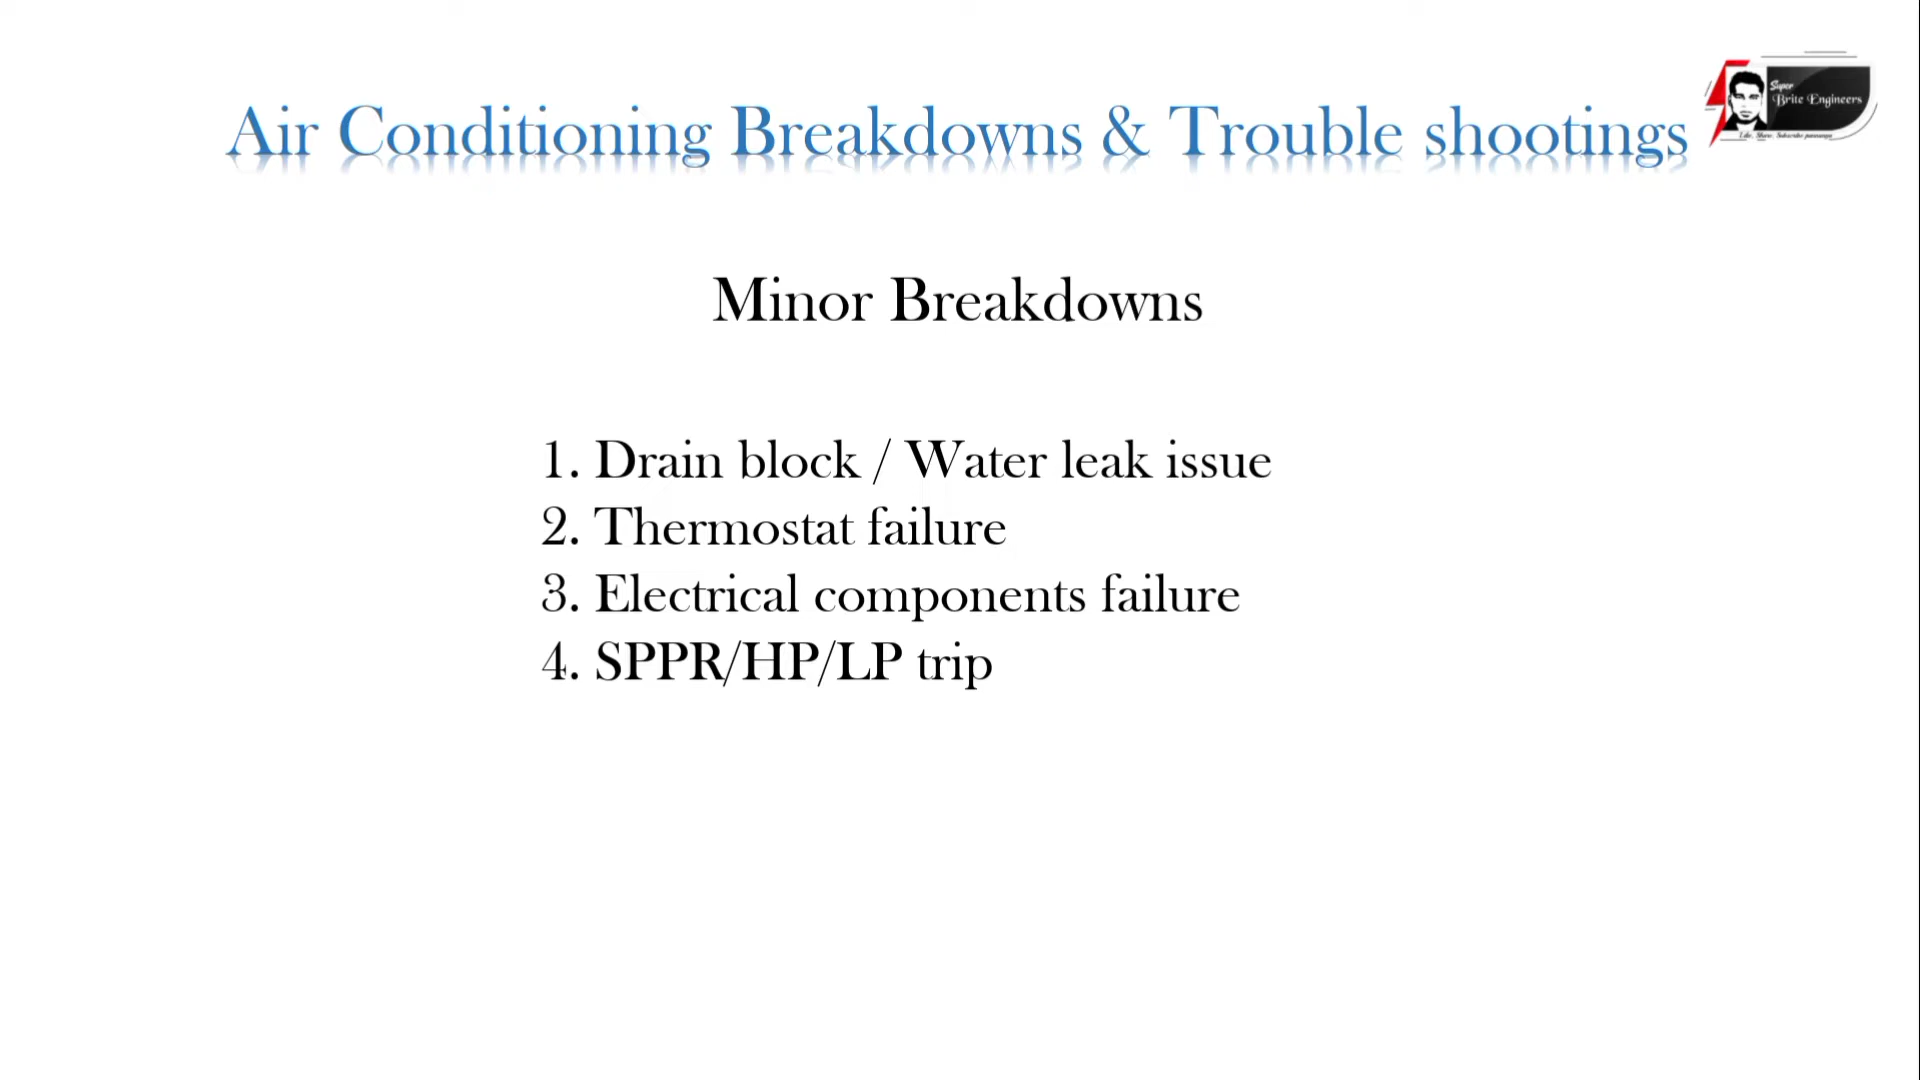 Air Conditioning Breakdowns & Trouble shootings
Super
Brite Engineers
Minor Breakdowns
1. Drain block / Water leak issue
2. Thermostat failure
3. Electrical components failure
4. SPPR/HP/LP trip